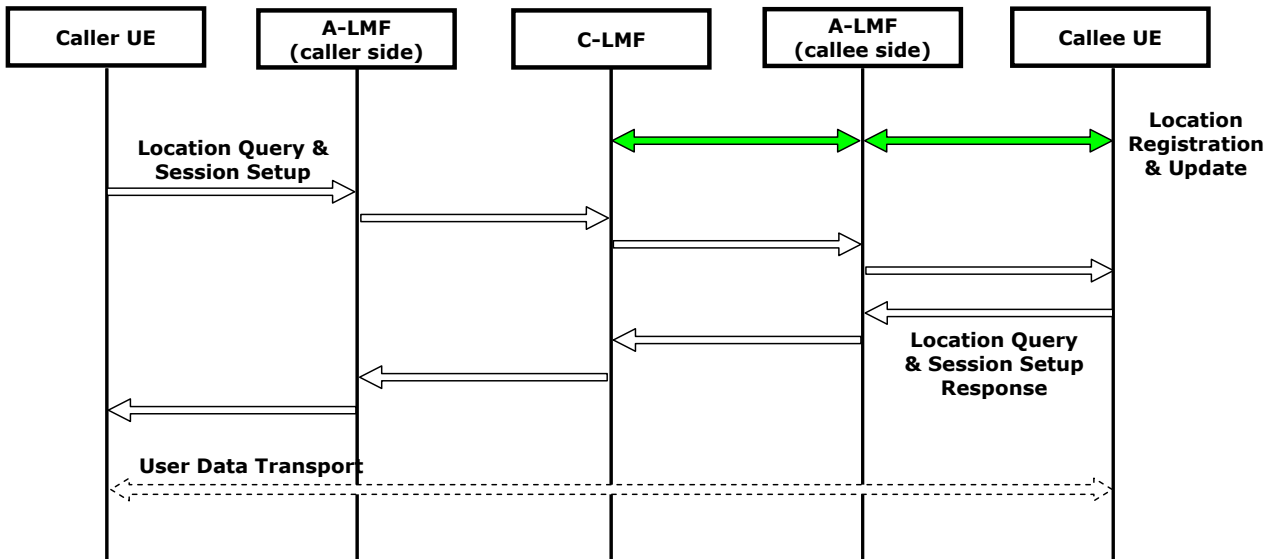 Caller UE
A-LMF
(caller side)
C-LMF
A-LMF
(callee side)
Callee UE
Location
Registration
& Update
Location Query &
Session Setup
Location Query
& Session Setup
Response
User Data Transport